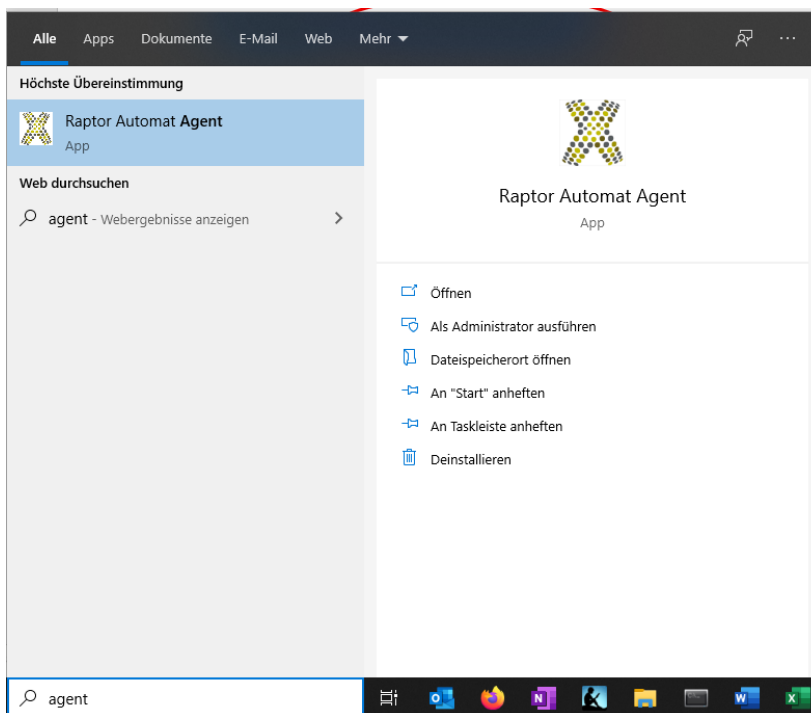 Alle Apps Dokumente E-Mail Web Mehr
Höchste Übereinstimmung
Raptor Automat Agent
App
Web durchsuchen
agent - Webergebnisse anzeigen
Raptor Automat Agent
App
Öffnen
Als Administrator ausführen
Dateispeicherort öffnen
An "Start" anheften
An Taskleiste anheften
Deinstallieren
agent